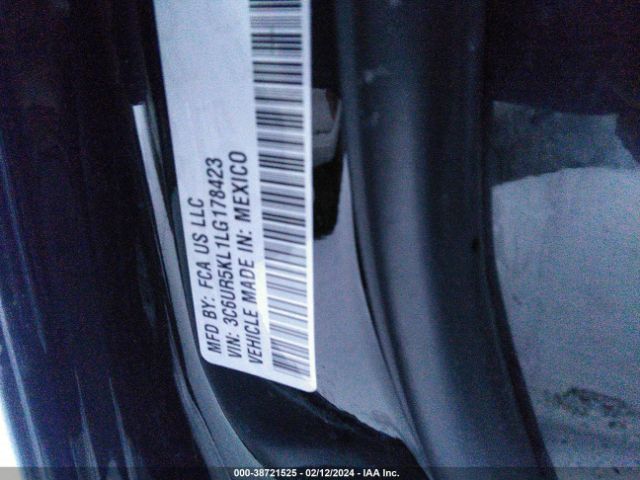 MFD BY: FCA US LLC
VIN: 3C6UR5KL1LG178423
VEHICLE MADE IN: MEXICO
000-38721525 - 02/12/2024 - IAA Inc.